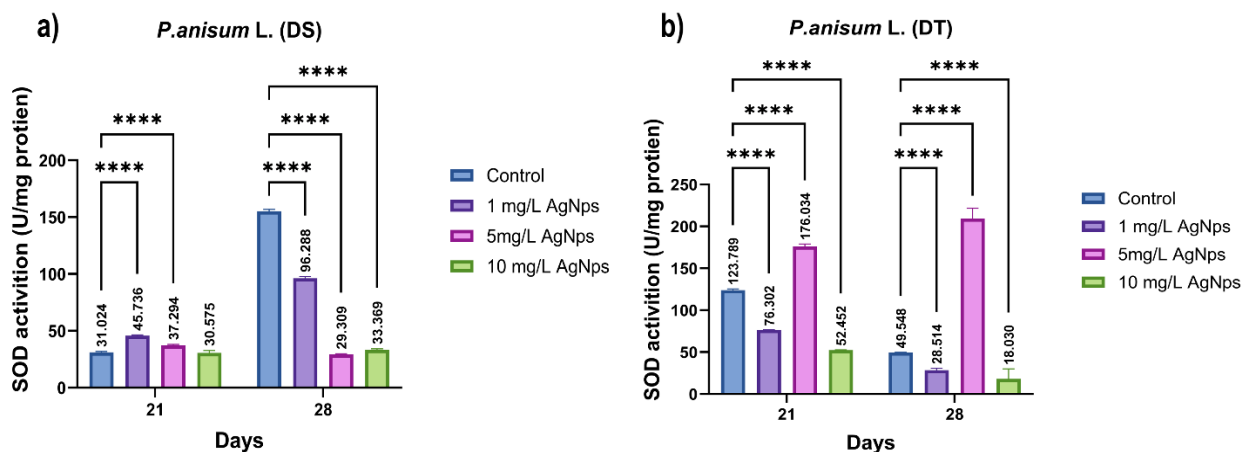 a)
P.anisum L. (DS)
SOD activition (U/mg protien)
200
150
100
50
0
****
****
****
****
****
31.024
45.736
37.294
30.575
96.288
29.309
33.369
21
28
Days
Control
1 mg/L AgNps
5mg/L AgNps
10 mg/L AgNps
b)
P.anisum L. (DT)
SOD activition (U/mg protien)
250
200
150
100
50
0
****
****
****
****
****
****
123.789
76.302
176.034
52.452
49.548
28.514
18.030
21
28
Days
Control
1 mg/L AgNps
5mg/L AgNps
10 mg/L AgNps